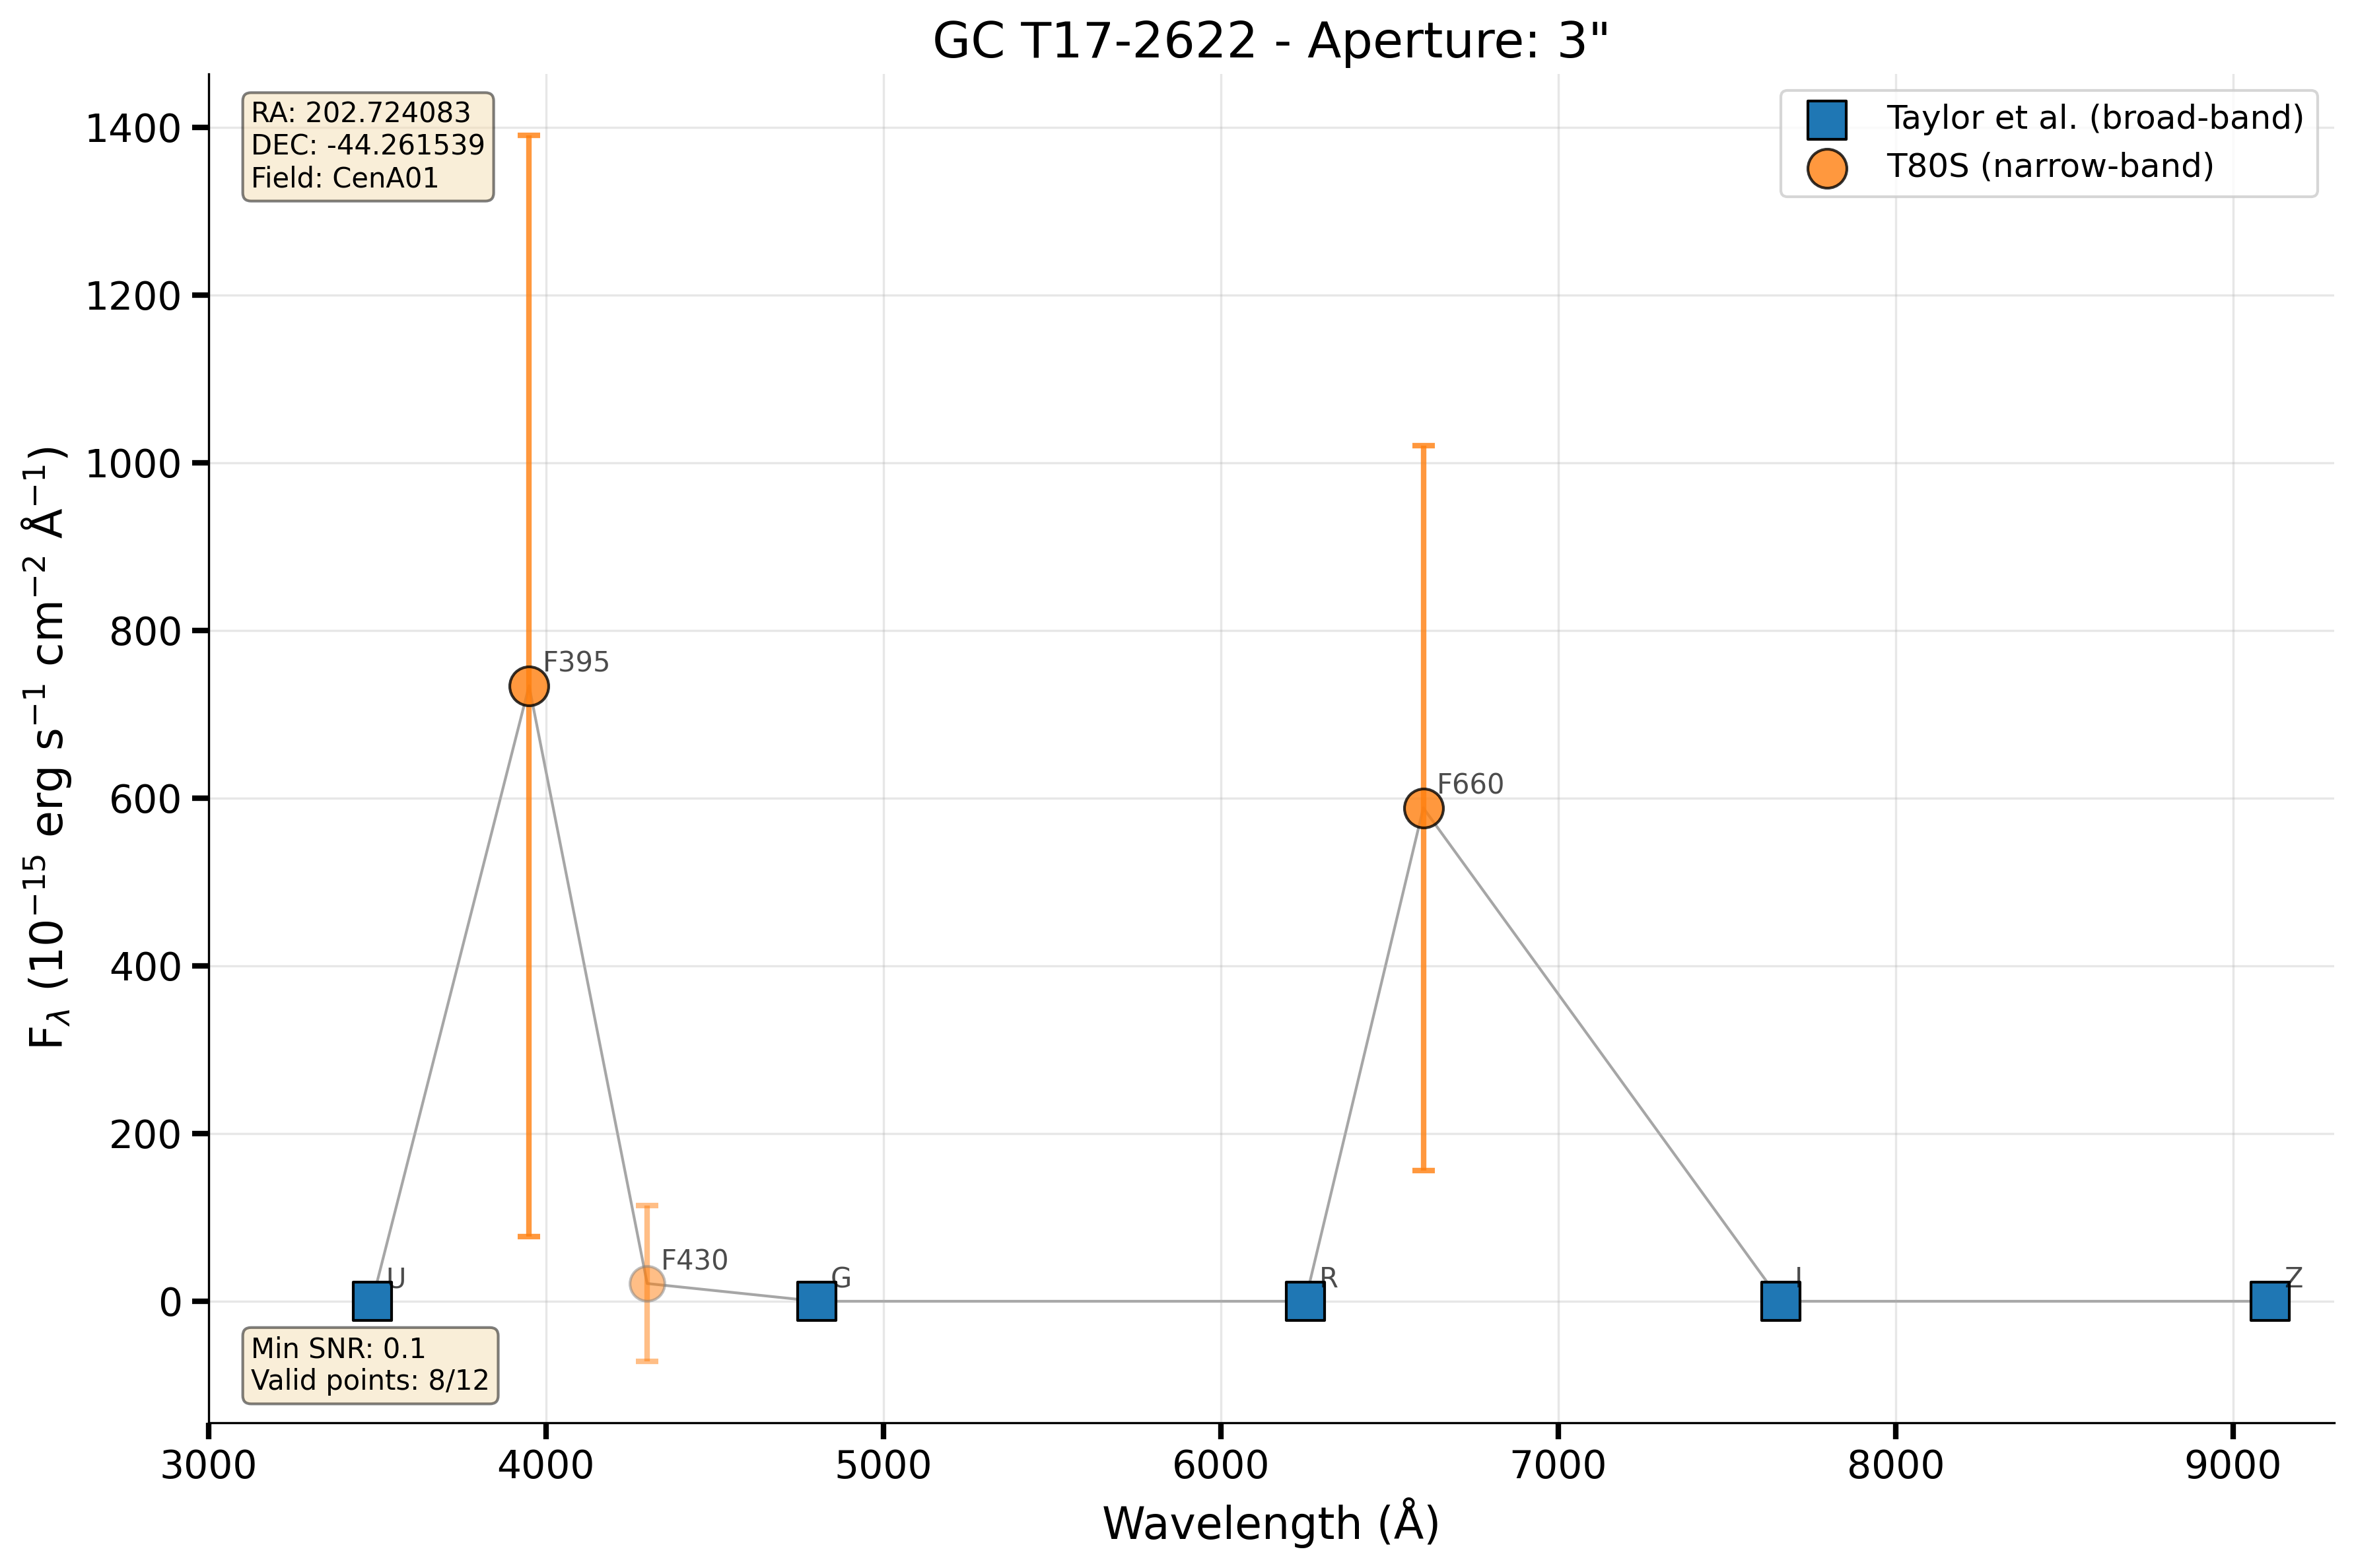 GC T17-2622 - Aperture: 3"
RA: 202.724083
DEC: -44.261539
Field: CenA01
Taylor et al. (broad-band)
T80S (narrow-band)
1400
1200
1000
800
600
400
200
0
F_λ (10⁻¹⁵ erg s⁻¹ cm⁻² Å⁻¹)
F395
F660
F430
U
G
R
I
Z
Min SNR: 0.1
Valid points: 8/12
3000
4000
5000
6000
7000
8000
9000
Wavelength (Å)